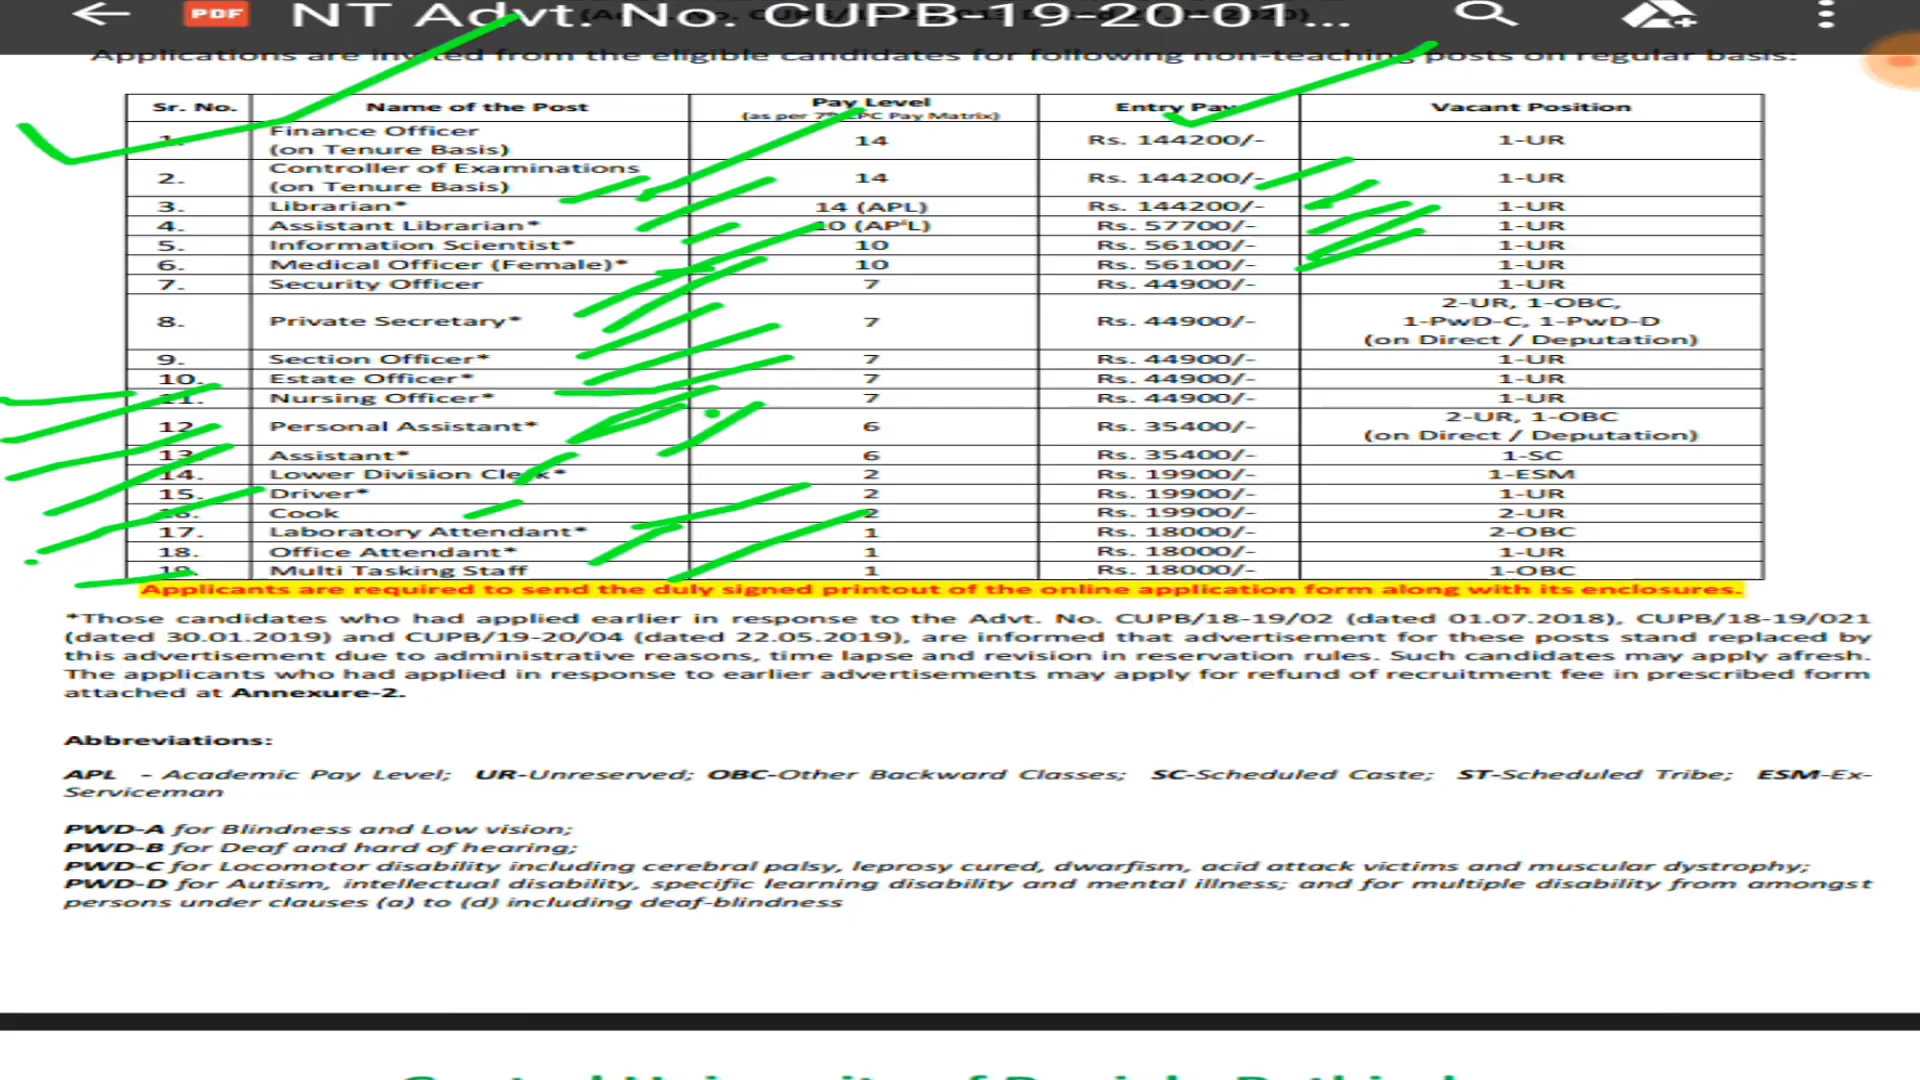 PDF NT Advt. No. CUPB-19-20-01...
Applications are invited from the eligible candidates for following non-teaching posts on regular basis:
Sr. No. Name of the Post Pay Level (as per 7th CPC Pay Matrix) Entry Pay Vacant Position
1. Finance Officer (on Tenure Basis) 14 Rs. 144200/- 1-UR
2. Controller of Examinations (on Tenure Basis) 14 Rs. 144200/- 1-UR
3. Librarian* 14 (APL) Rs. 144200/- 1-UR
4. Assistant Librarian* 10 (APL) Rs. 57700/- 1-UR
5. Information Scientist* 10 Rs. 56100/- 1-UR
6. Medical Officer (Female)* 10 Rs. 56100/- 1-UR
7. Security Officer 7 Rs. 44900/- 1-UR
8. Private Secretary* 7 Rs. 44900/- 2-UR, 1-OBC, 1-PwD-C, 1-PwD-D (on Direct / Deputation)
9. Section Officer* 7 Rs. 44900/- 1-UR
10. Estate Officer* 7 Rs. 44900/- 1-UR
11. Nursing Officer* 7 Rs. 44900/- 1-UR
12. Personal Assistant* 6 Rs. 35400/- 2-UR, 1-OBC (on Direct / Deputation)
13. Assistant* 6 Rs. 35400/- 1-SC
14. Lower Division Clerk* 2 Rs. 19900/- 1-ESM
15. Driver* 2 Rs. 19900/- 1-UR
16. Cook 2 Rs. 19900/- 2-UR
17. Laboratory Attendant* 1 Rs. 18000/- 2-OBC
18. Office Attendant* 1 Rs. 18000/- 1-UR
19. Multi Tasking Staff 1 Rs. 18000/- 1-OBC
Applicants are required to send the duly signed printout of the online application form along with its enclosures.
*Those candidates who had applied earlier in response to the Advt. No. CUPB/18-19/02 (dated 01.07.2018), CUPB/18-19/021
(dated 30.01.2019) and CUPB/19-20/04 (dated 22.05.2019), are informed that advertisement for these posts stand replaced by
this advertisement due to administrative reasons, time lapse and revision in reservation rules. Such candidates may apply afresh.
The applicants who had applied in response to earlier advertisements may apply for refund of recruitment fee in prescribed form
attached at Annexure-2.
Abbreviations:
APL - Academic Pay Level; UR-Unreserved; OBC-Other Backward Classes; SC-Scheduled Caste; ST-Scheduled Tribe; ESM-Ex-
Serviceman
PWD-A for Blindness and Low vision;
PWD-B for Deaf and hard of hearing;
PWD-C for Locomotor disability including cerebral palsy, leprosy cured, dwarfism, acid attack victims and muscular dystrophy;
PWD-D for Autism, intellectual disability, specific learning disability and mental illness; and for multiple disability from amongst
persons under clauses (a) to (d) including deaf-blindness